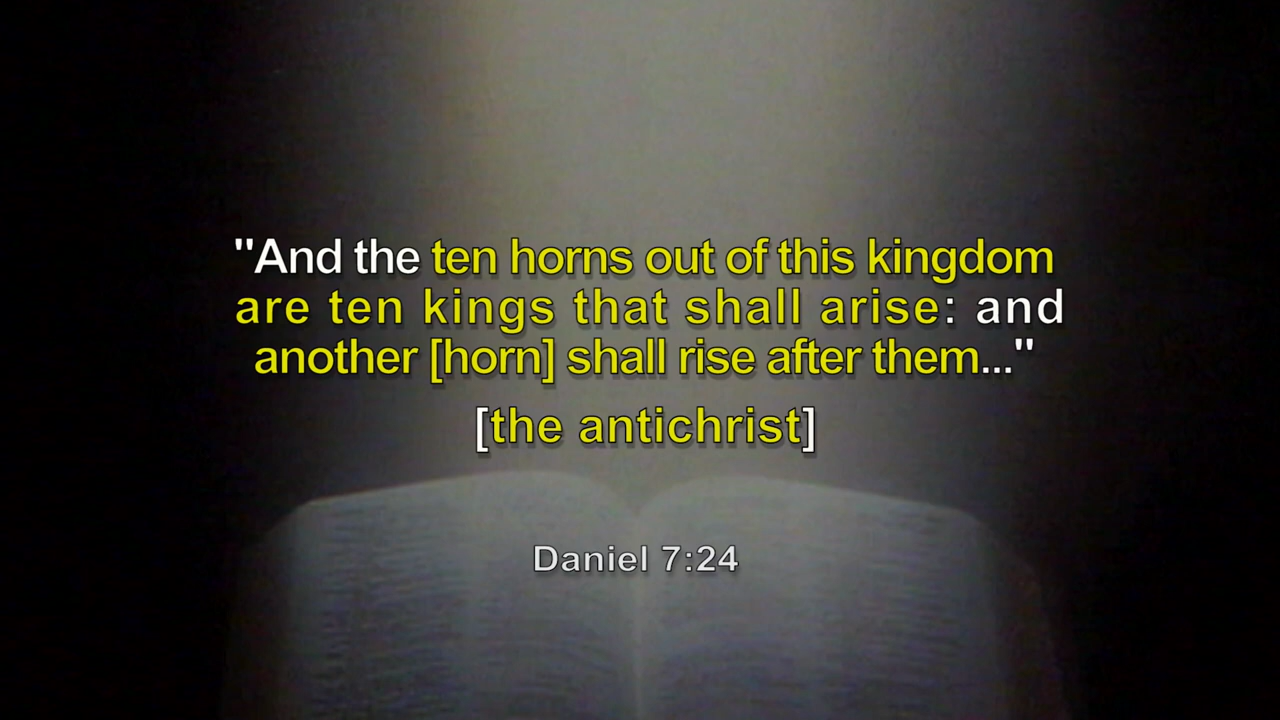 "And the ten horns out of this kingdom
are ten kings that shall arise: and
another [horn] shall rise after them..."
[the antichrist]
Daniel 7:24